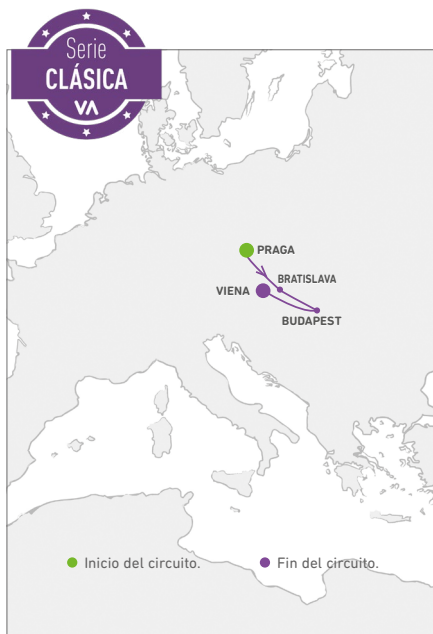 Serie
CLÁSICA
VA
PRAGA
BRATISLAVA
VIENA
BUDAPEST
Inicio del circuito.
Fin del circuito.